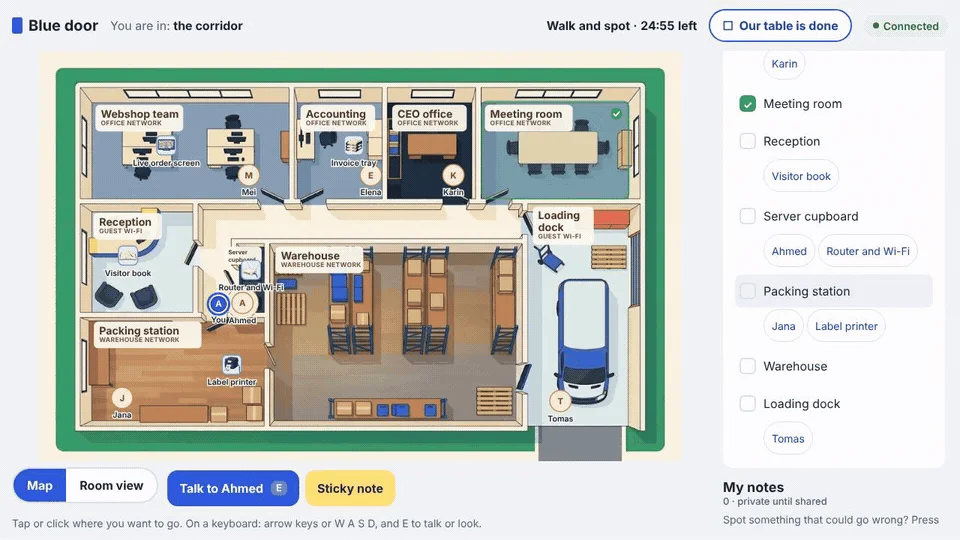 Blue door
You are in: the corridor
Walk and spot · 24:55 left
Our table is done
Connected
Webshop team
OFFICE NETWORK
Live order screen
Mei
M
Accounting
OFFICE NETWORK
Invoice tray
E
Elena
CEO office
OFFICE NETWORK
K
Karin
Meeting room
OFFICE NETWORK
Reception
GUEST WI-FI
Visitor book
Server
Router and Wi-Fi
A
A
You Ahmed
Warehouse
WAREHOUSE NETWORK
Loading
dock
GUEST WI-FI
Packing station
WAREHOUSE NETWORK
Label printer
J
Jana
T
Tomas
Karin
Meeting room
Reception
Visitor book
Server cupboard
Ahmed
Router and Wi-Fi
Packing station
Jana
Label printer
Warehouse
Loading dock
Tomas
Map
Room view
Talk to Ahmed E
Sticky note
Tap or click where you want to go. On a keyboard: arrow keys or W A S D, and E to talk or look.
My notes
0 · private until shared
Spot something that could go wrong? Press